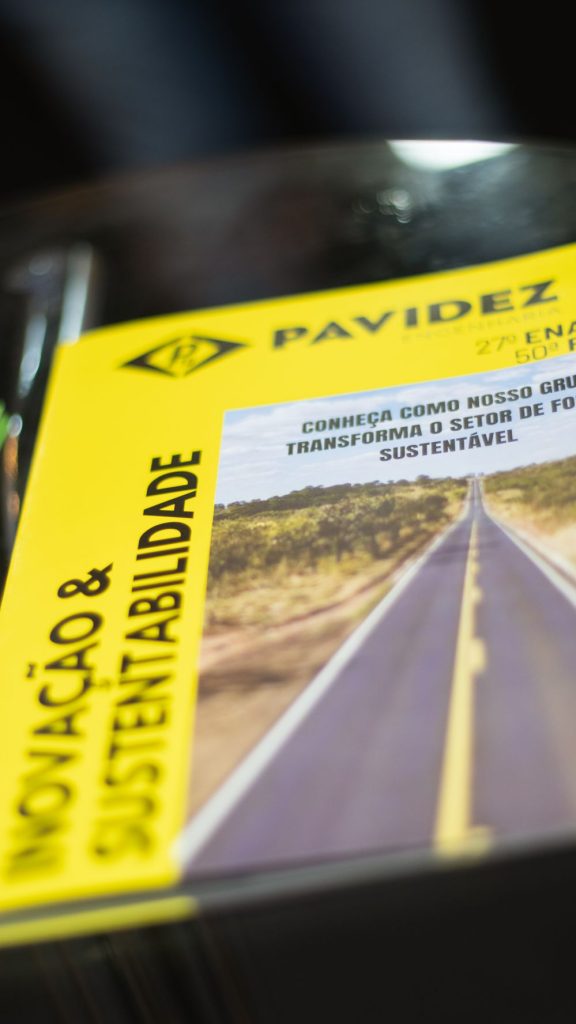 PAVIDEZ
ENGENHARIA
27º ENA
50º R
CONHEÇA COMO NOSSO GRU
TRANSFORMA O SETOR DE FO
SUSTENTÁVEL
INOVAÇÃO &
SUSTENTABILIDADE